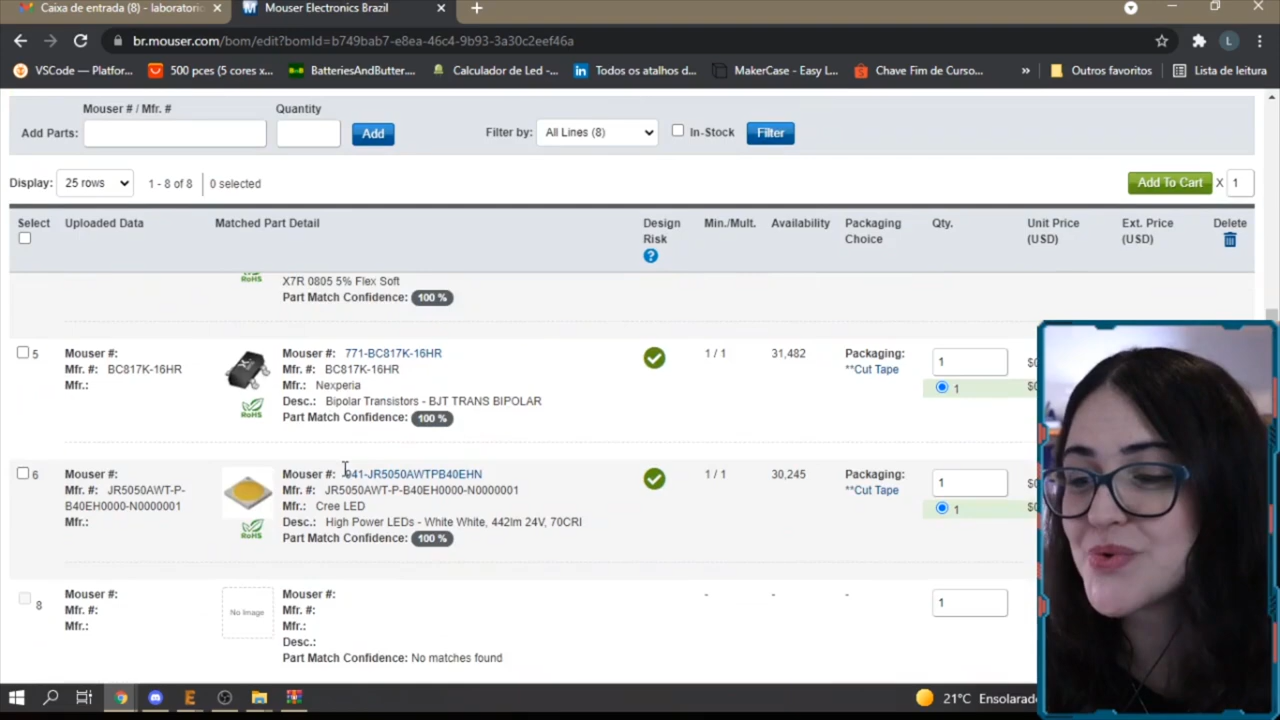 Caixa de entrada (8) - laboratorio
Mouser Electronics Brazil
br.mouser.com/bom/edit?bomId=b749bab7-e8ea-46c4-9b93-3a30c2eef46a
L
VSCode — Platfor...
500 pces (5 cores x...
BatteriesAndButter....
Calculador de Led -...
Todos os atalhos d...
MakerCase - Easy L...
Chave Fim de Curso...
»
Outros favoritos
Lista de leitura
Mouser # / Mfr. #
Quantity
Add Parts:
Add
Filter by:
All Lines (8)
In-Stock
Filter
Display:
25 rows
1 - 8 of 8
0 selected
Add To Cart
X
1
Select
Uploaded Data
Matched Part Detail
Design
Risk
Min./Mult.
Availability
Packaging
Choice
Qty.
Unit Price
(USD)
Ext. Price
(USD)
Delete
RoHS
X7R 0805 5% Flex Soft
Part Match Confidence: 100 %
5
Mouser #:
Mfr. #: BC817K-16HR
Mfr.:
RoHS
Mouser #: 771-BC817K-16HR
Mfr. #: BC817K-16HR
Mfr.: Nexperia
Desc.: Bipolar Transistors - BJT TRANS BIPOLAR
Part Match Confidence: 100 %
1 / 1
31,482
Packaging:
**Cut Tape
1
1
6
Mouser #:
Mfr. #: JR5050AWT-P-
B40EH0000-N0000001
Mfr.:
RoHS
Mouser #: 941-JR5050AWTPB40EHN
Mfr. #: JR5050AWT-P-B40EH0000-N0000001
Mfr.: Cree LED
Desc.: High Power LEDs - White White, 442lm 24V, 70CRI
Part Match Confidence: 100 %
1 / 1
30,245
Packaging:
**Cut Tape
1
1
8
Mouser #:
Mfr. #:
Mfr.:
No Image
Mouser #:
Mfr. #:
Mfr.:
Desc.:
Part Match Confidence: No matches found
-
-
-
1
21°C Ensolarado